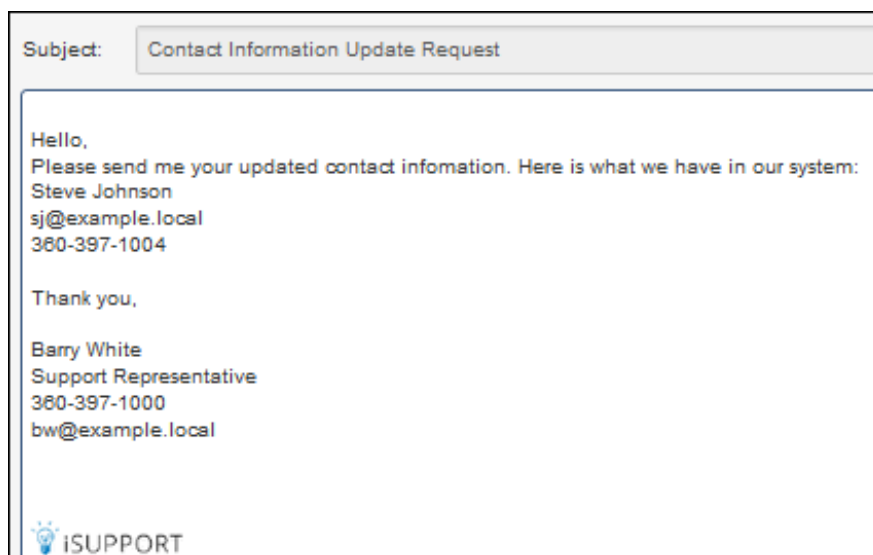 Subject: Contact Information Update Request
Hello,
Please send me your updated contact infomation. Here is what we have in our system:
Steve Johnson
sj@example.local
360-397-1004
Thank you,
Barry White
Support Representative
360-397-1000
bw@example.local
iSUPPORT